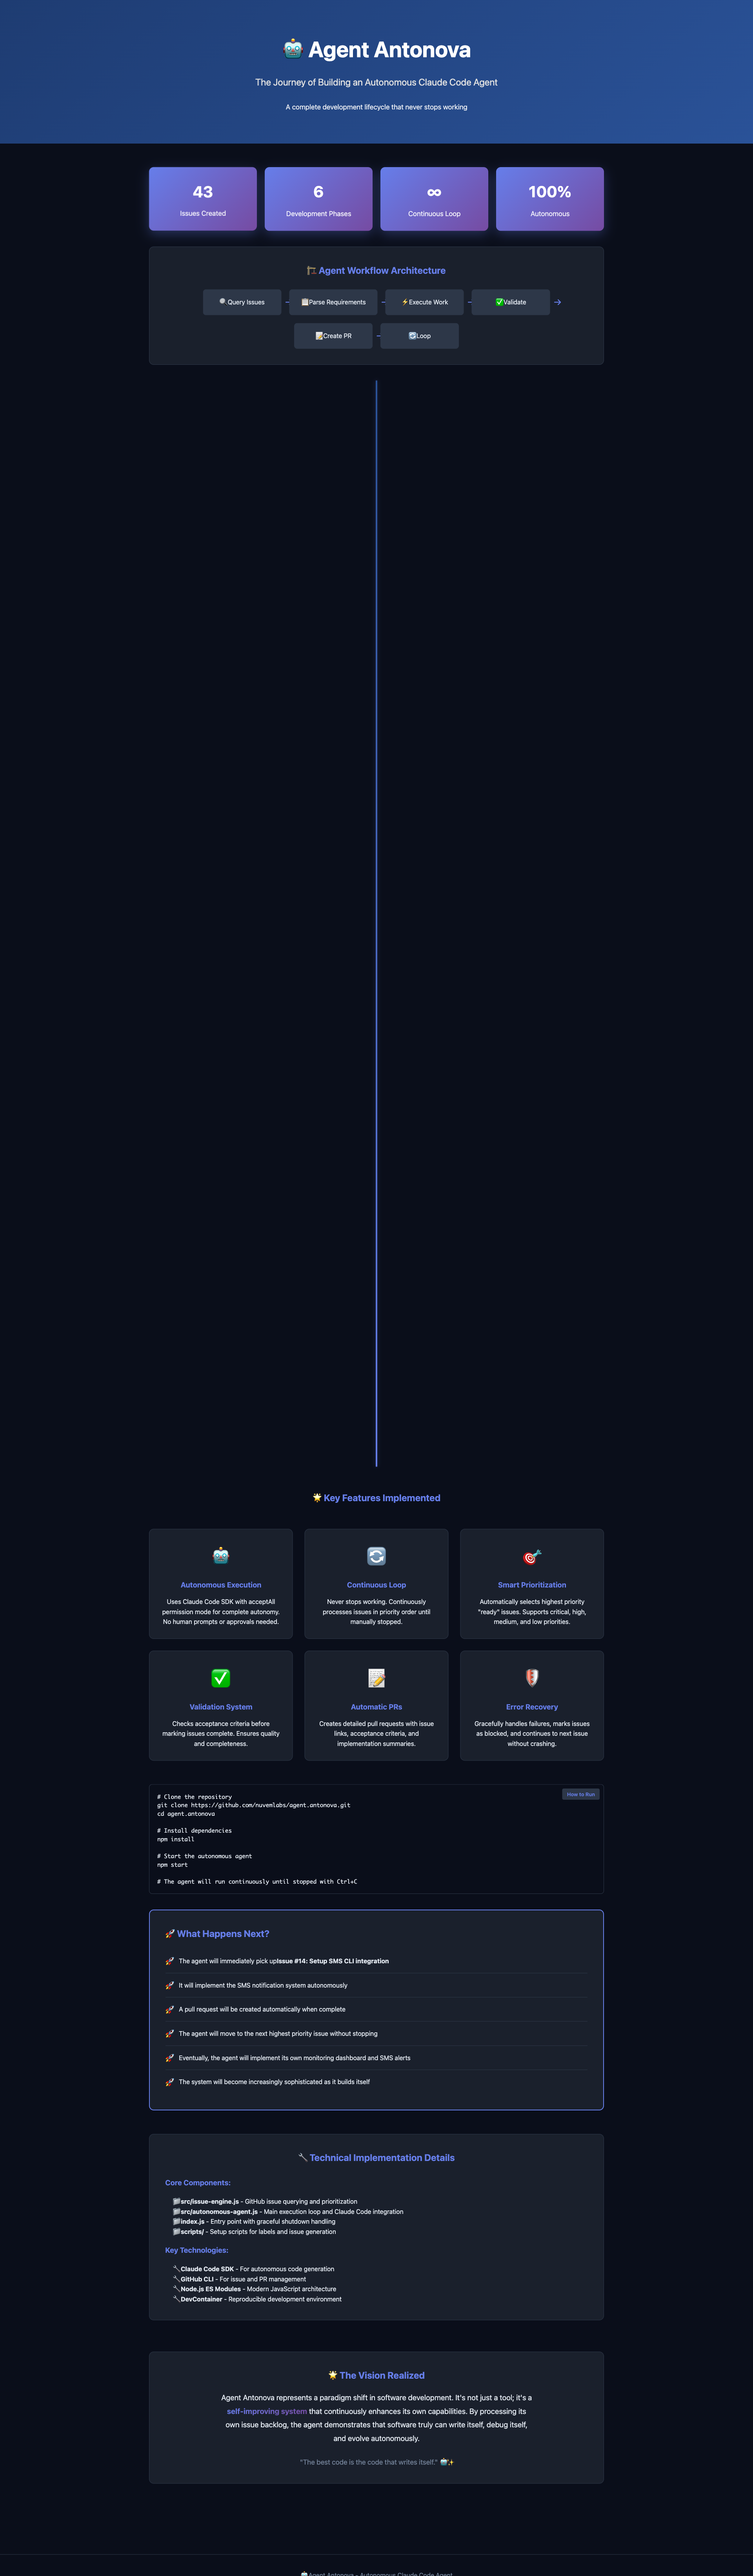 Agent Antonova
The Journey of Building an Autonomous Claude Code Agent
A complete development lifecycle that never stops working
43
Issues Created
6
Development Phases
∞
Continuous Loop
100%
Autonomous
Agent Workflow Architecture
Query Issues
Parse Requirements
Execute Work
Validate
Create PR
Loop
Key Features Implemented
Autonomous Execution
Uses Claude Code SDK with acceptAll
permission mode for complete autonomy.
No human prompts or approvals needed.
Continuous Loop
Never stops working. Continuously
processes issues in priority order until
manually stopped.
Smart Prioritization
Automatically selects highest priority
"ready" issues. Supports critical, high,
medium, and low priorities.
Validation System
Checks acceptance criteria before
marking issues complete. Ensures quality
and completeness.
Automatic PRs
Creates detailed pull requests with issue
links, acceptance criteria, and
implementation summaries.
Error Recovery
Gracefully handles failures, marks issues
as blocked, and continues to next issue
without crashing.
How to Run
# Clone the repository
git clone https://github.com/nuvemlabs/agent.antonova.git
cd agent.antonova
# Install dependencies
npm install
# Start the autonomous agent
npm start
# The agent will run continuously until stopped with Ctrl+C
What Happens Next?
The agent will immediately pick upIssue #14: Setup SMS CLI integration
It will implement the SMS notification system autonomously
A pull request will be created automatically when complete
The agent will move to the next highest priority issue without stopping
Eventually, the agent will implement its own monitoring dashboard and SMS alerts
The system will become increasingly sophisticated as it builds itself
Technical Implementation Details
Core Components:
src/issue-engine.js - GitHub issue querying and prioritization
src/autonomous-agent.js - Main execution loop and Claude Code integration
index.js - Entry point with graceful shutdown handling
scripts/ - Setup scripts for labels and issue generation
Key Technologies:
Claude Code SDK - For autonomous code generation
GitHub CLI - For issue and PR management
Node.js ES Modules - Modern JavaScript architecture
DevContainer - Reproducible development environment
The Vision Realized
Agent Antonova represents a paradigm shift in software development. It's not just a tool; it's a
self-improving system that continuously enhances its own capabilities. By processing its
own issue backlog, the agent demonstrates that software truly can write itself, debug itself,
and evolve autonomously.
"The best code is the code that writes itself."
Agent Antonova - Autonomous Claude Code Agent